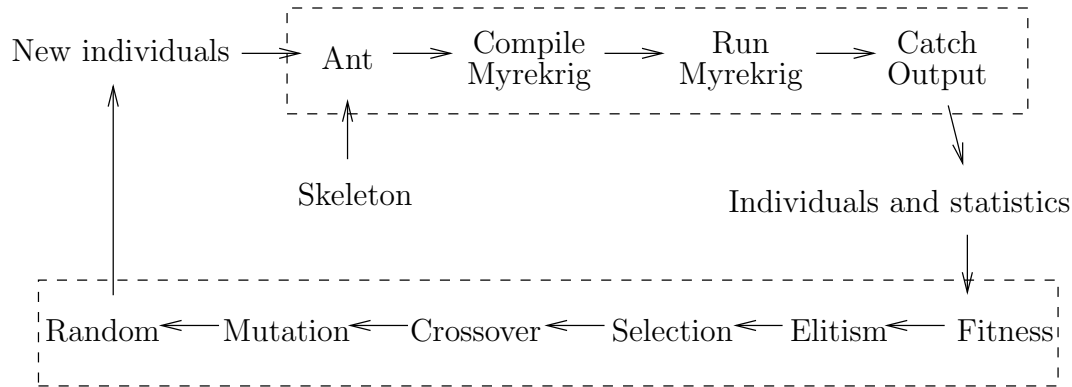 New individuals
Ant
Compile
Myrekrig
Run
Myrekrig
Catch
Output
Skeleton
Individuals and statistics
Random
Mutation
Crossover
Selection
Elitism
Fitness